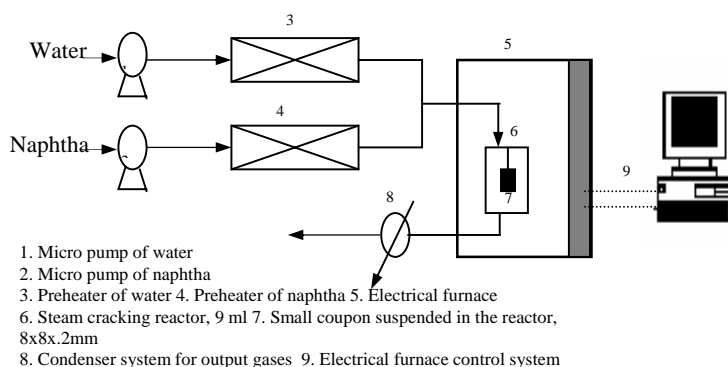 3
Water
5
4
6
Naphtha
9
7
8
1. Micro pump of water
2. Micro pump of naphtha
3. Preheater of water 4. Preheater of naphtha 5. Electrical furnace
6. Steam cracking reactor, 9 ml 7. Small coupon suspended in the reactor,
8x8x.2mm
8. Condenser system for output gases 9. Electrical furnace control system